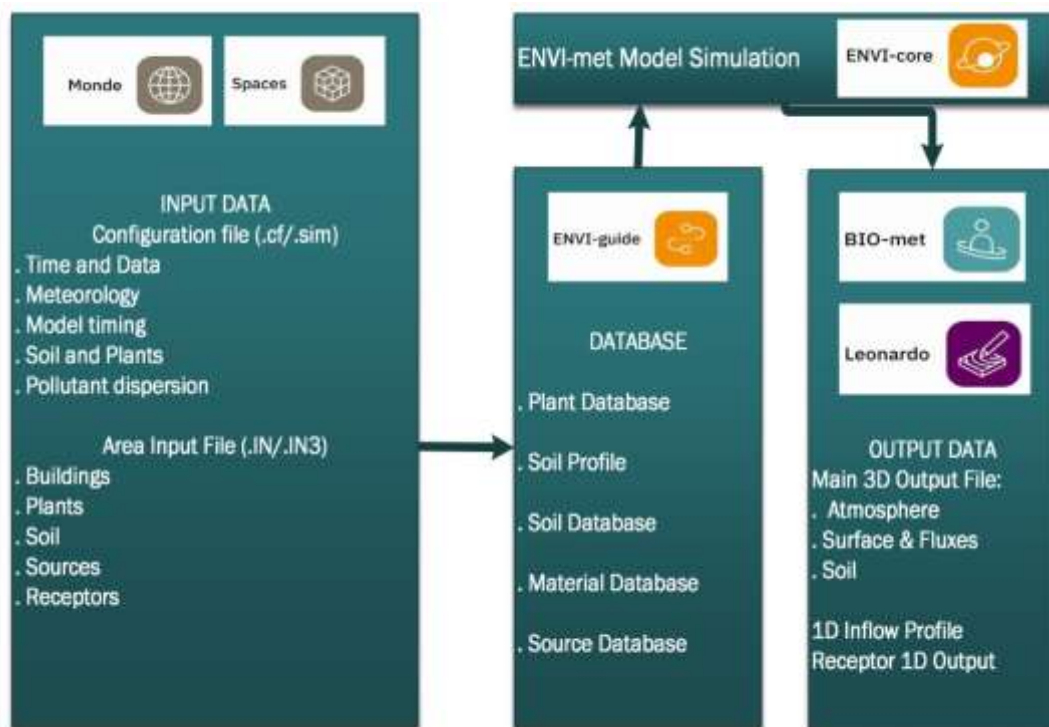 Monde
Spaces
INPUT DATA
Configuration file (.cf/.sim)
. Time and Data
. Meteorology
. Model timing
. Soil and Plants
. Pollutant dispersion
Area Input File (.IN/.IN3)
. Buildings
. Plants
. Soil
. Sources
. Receptors
ENVI-met Model Simulation
ENVI-core
ENVI-guide
DATABASE
. Plant Database
. Soil Profile
. Soil Database
. Material Database
. Source Database
BIO-met
Leonardo
OUTPUT DATA
Main 3D Output File:
. Atmosphere
. Surface & Fluxes
. Soil
1D Inflow Profile
Receptor 1D Output